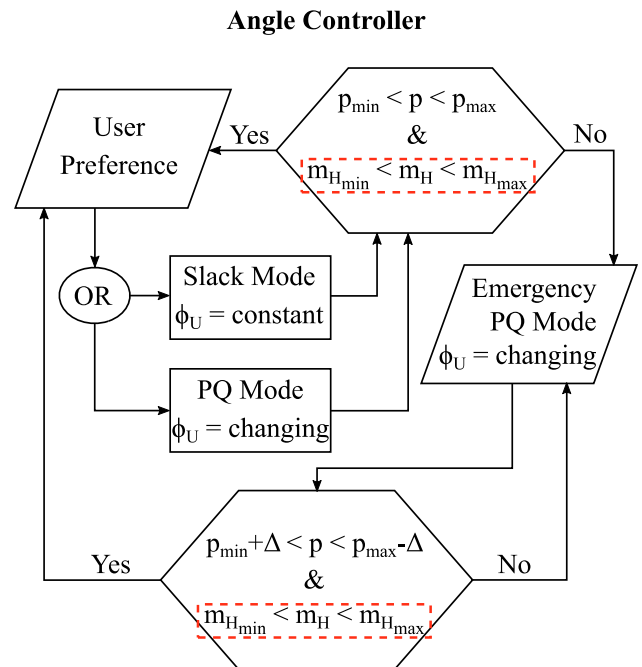 Angle Controller
User
Preference
Yes
p_min < p < p_max
&
m_H_min < m_H < m_H_max
No
OR
Slack Mode
ϕ_U = constant
PQ Mode
ϕ_U = changing
Emergency
PQ Mode
ϕ_U = changing
Yes
p_min+Δ < p < p_max-Δ
&
m_H_min < m_H < m_H_max
No